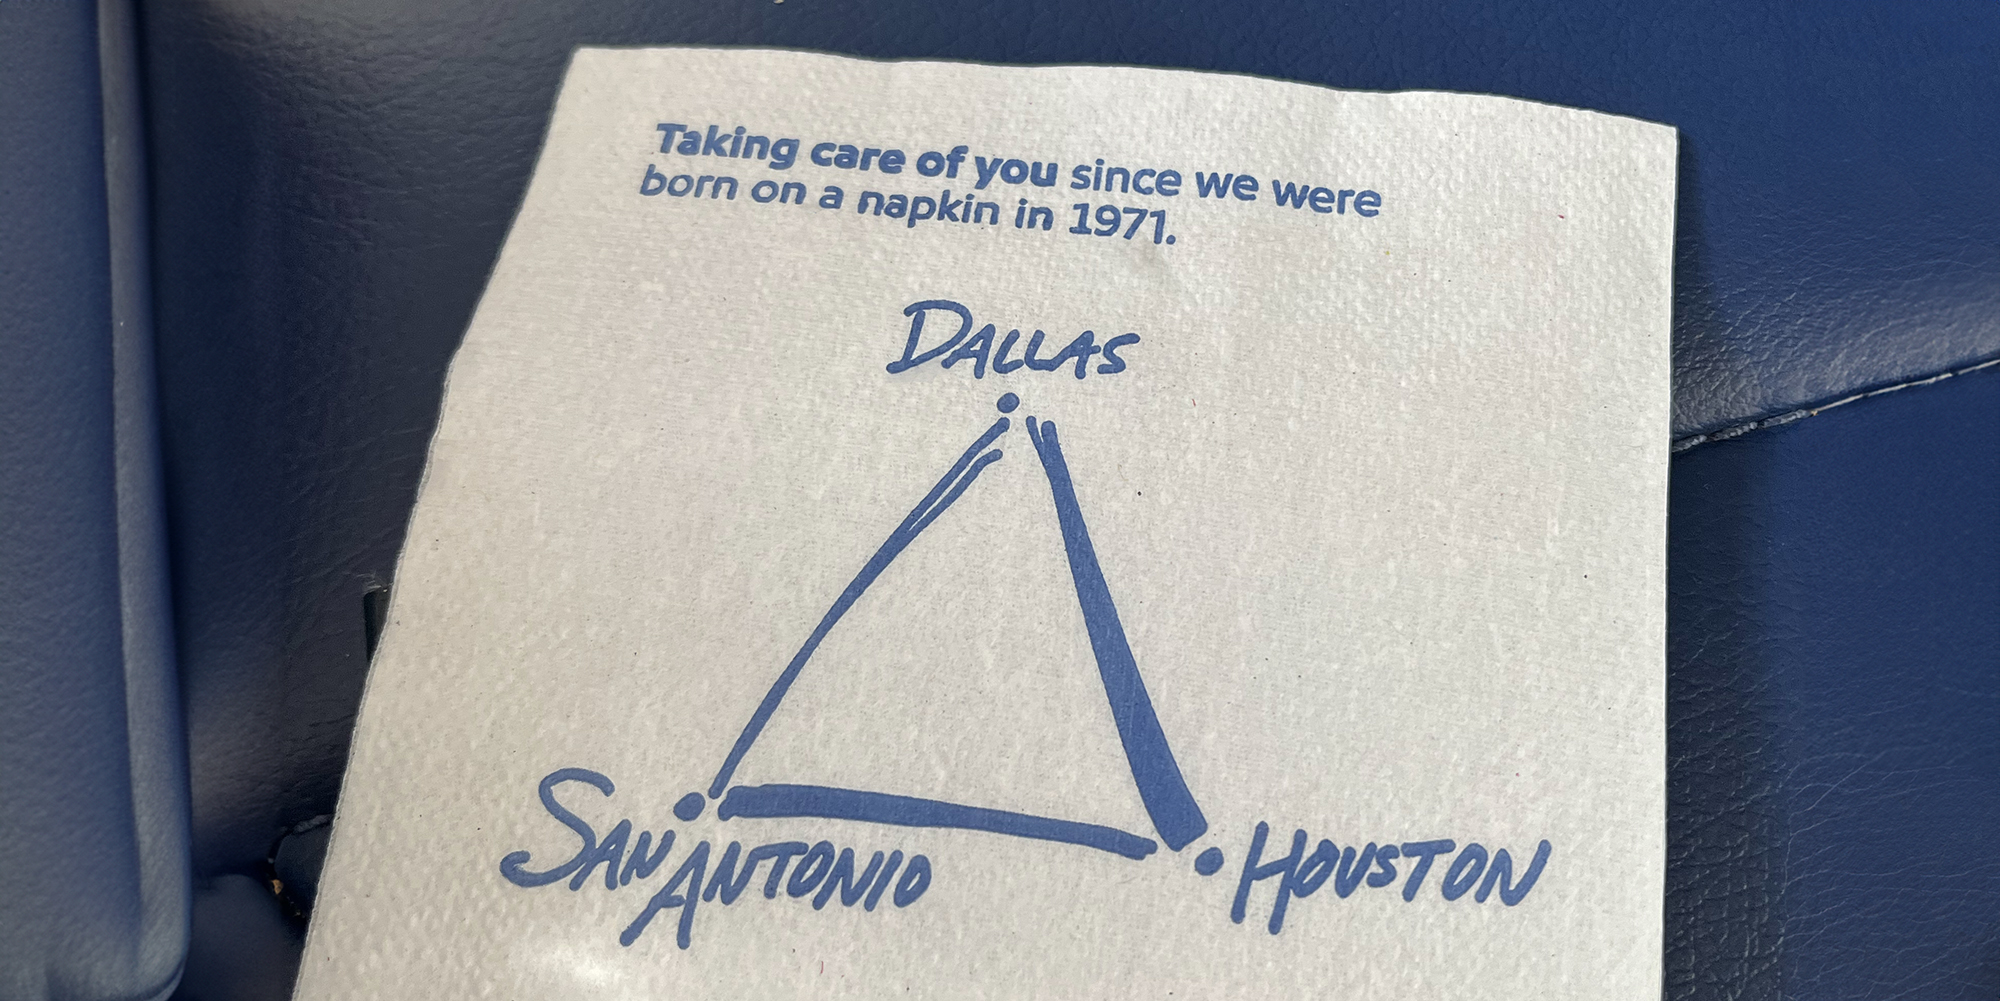 Taking care of you since we were
born on a napkin in 1971.
DALLAS
SAN ANTONIO
HOUSTON